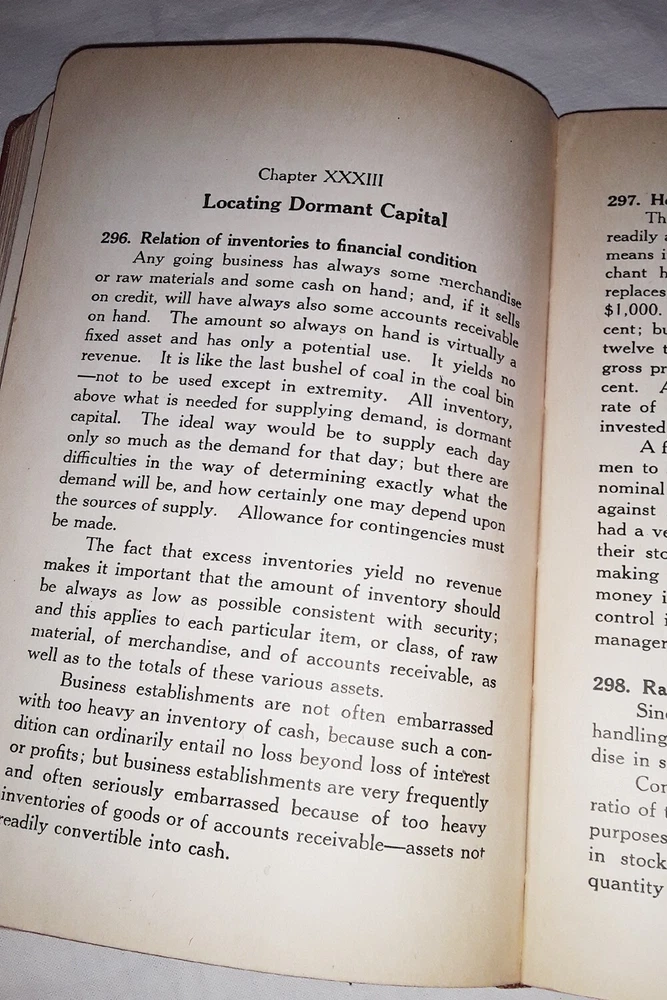 Chapter XXXIII
Locating Dormant Capital
296. Relation of inventories to financial condition
Any going business has always some merchandise
or raw materials and some cash on hand; and, if it sells
on credit, will have always also some accounts receivable
on hand. The amount so always on hand is virtually a
fixed asset and has only a potential use. It yields no
revenue. It is like the last bushel of coal in the coal bin
—not to be used except in extremity. All inventory,
above what is needed for supplying demand, is dormant
capital. The ideal way would be to supply each day
only so much as the demand for that day; but there are
difficulties in the way of determining exactly what the
demand will be, and how certainly one may depend upon
the sources of supply. Allowance for contingencies must
be made.
The fact that excess inventories yield no revenue
makes it important that the amount of inventory should
be always as low as possible consistent with security;
and this applies to each particular item, or class, of raw
material, of merchandise, and of accounts receivable, as
well as to the totals of these various assets.
Business establishments are not often embarrassed
with too heavy an inventory of cash, because such a con-
dition can ordinarily entail no loss beyond loss of interest
or profits; but business establishments are very frequently
and often seriously embarrassed because of too heavy
inventories of goods or of accounts receivable—assets not
readily convertible into cash.
297.
readily
means
chant
replaces
$1,000.
cent;
twelve
gross
cent.
rate of
invested
A
men to
nominal
against
had a
their
making
money
control
manager
298.
handling
dise in
ratio of
purposes
in stock
quantity